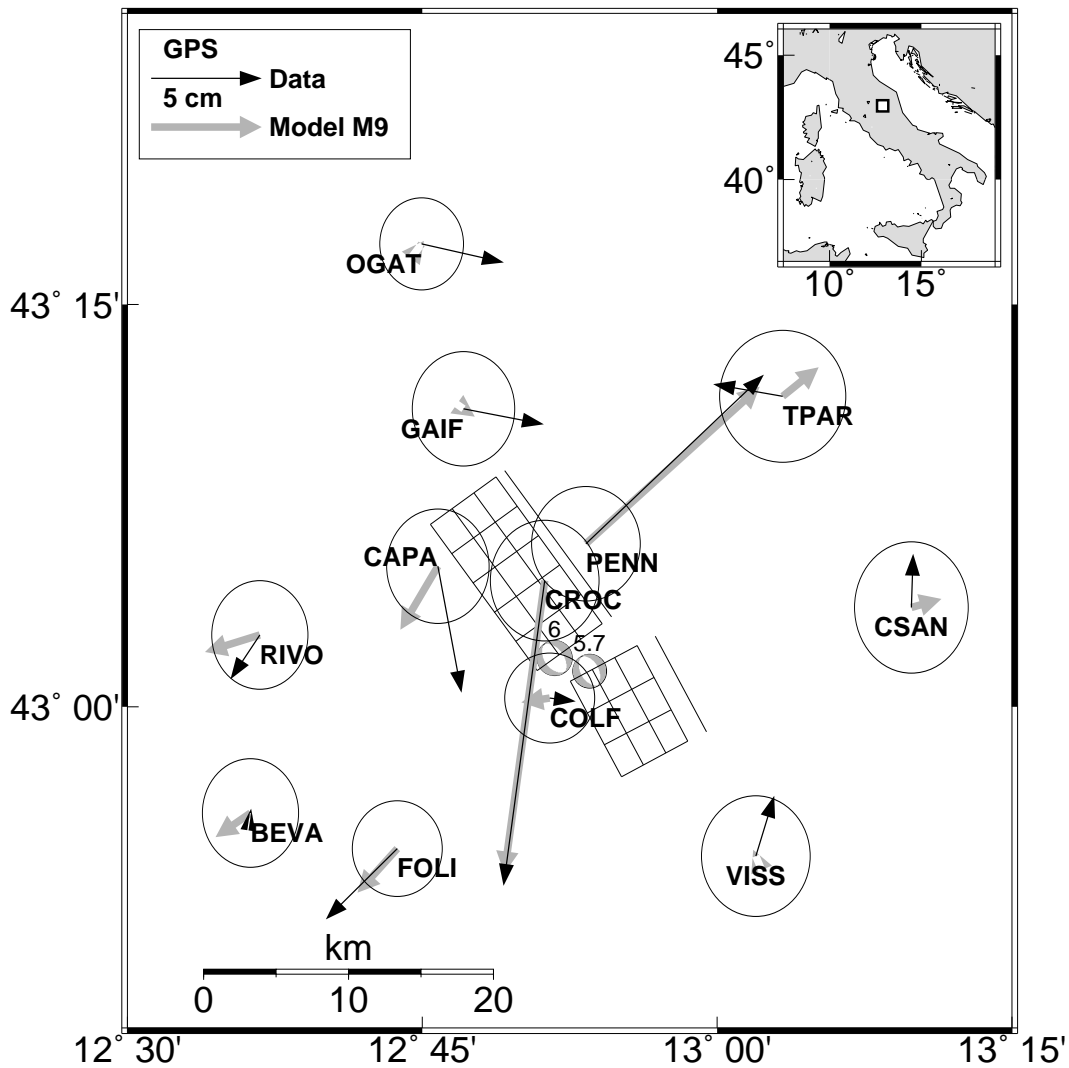 GPS
Data
5 cm
Model M9
45°
40°
10° 15°
OGAT
43° 15'
GAIF
TPAR
CAPA
PENN
CROC
CSAN
6
5.7
RIVO
43° 00'
COLF
BEVA
FOLI
VISS
km
0 10 20
12° 30' 12° 45' 13° 00' 13° 15'